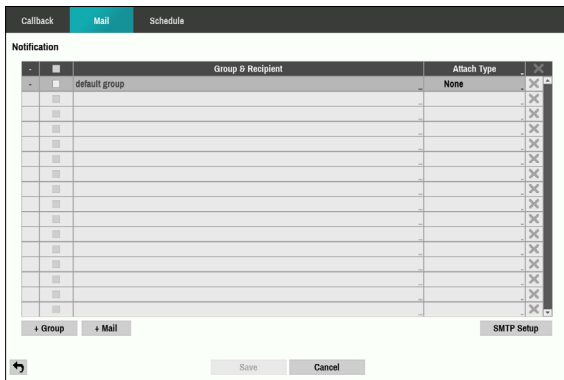 Callback Mail Schedule
Notification
- Group & Recipient Attach Type
- default group None
+ Group + Mail SMTP Setup
Save Cancel